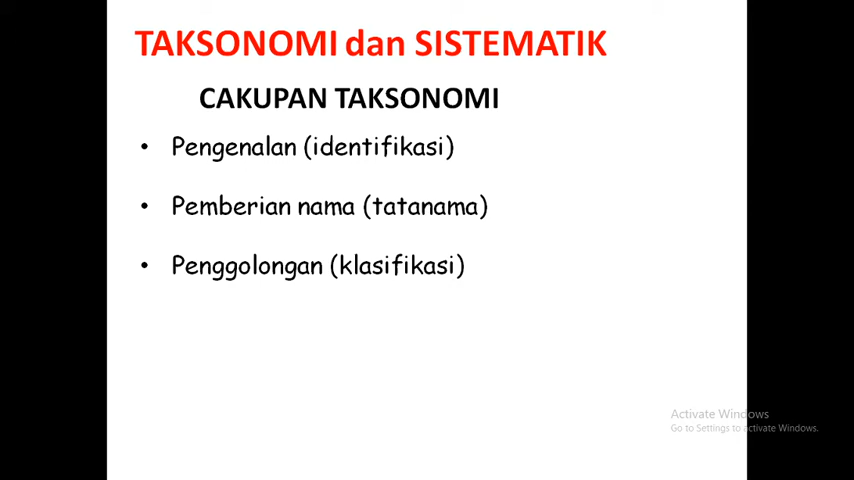 TAKSONOMI dan SISTEMATIK
CAKUPAN TAKSONOMI
• Pengenalan (identifikasi)
• Pemberian nama (tatanama)
• Penggolongan (klasifikasi)
Activate Windows
Go to Settings to activate Windows.